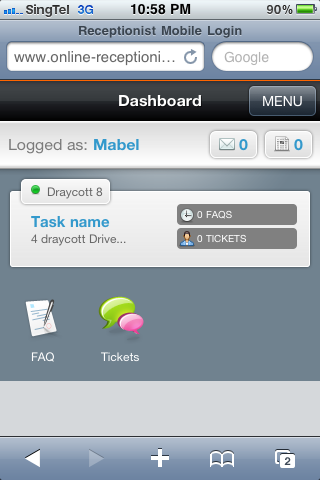 SingTel 3G 10:58 PM 90%
Receptionist Mobile Login
www.online-receptioni... Google
Dashboard MENU
Logged as: Mabel 0 0
Draycott 8
Task name
4 draycott Drive...
0 FAQS
0 TICKETS
FAQ Tickets
2